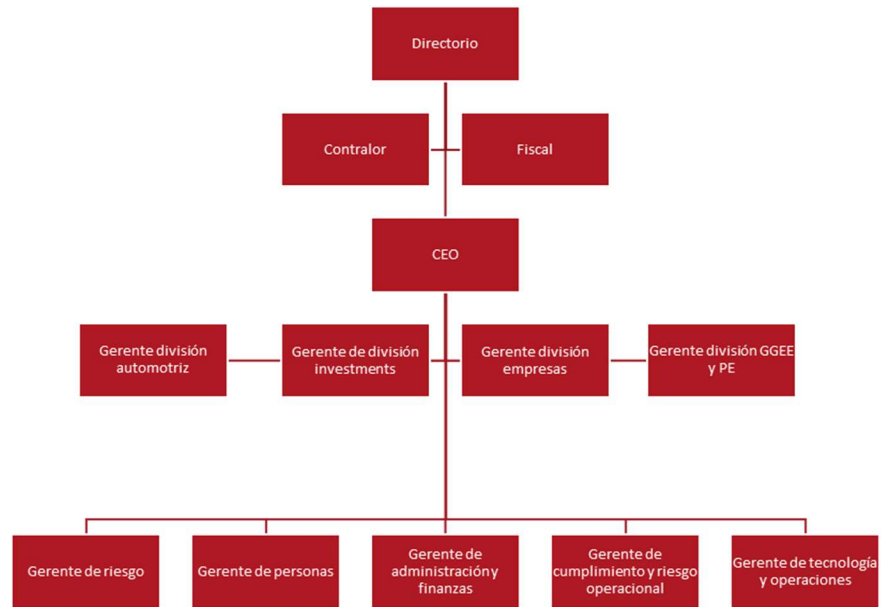 Directorio
Contralor
Fiscal
CEO
Gerente división
automotriz
Gerente de división
investments
Gerente división
empresas
Gerente división GGEE
y PE
Gerente de riesgo
Gerente de personas
Gerente de
administración y
finanzas
Gerente de
cumplimiento y riesgo
operacional
Gerente de tecnología
y operaciones